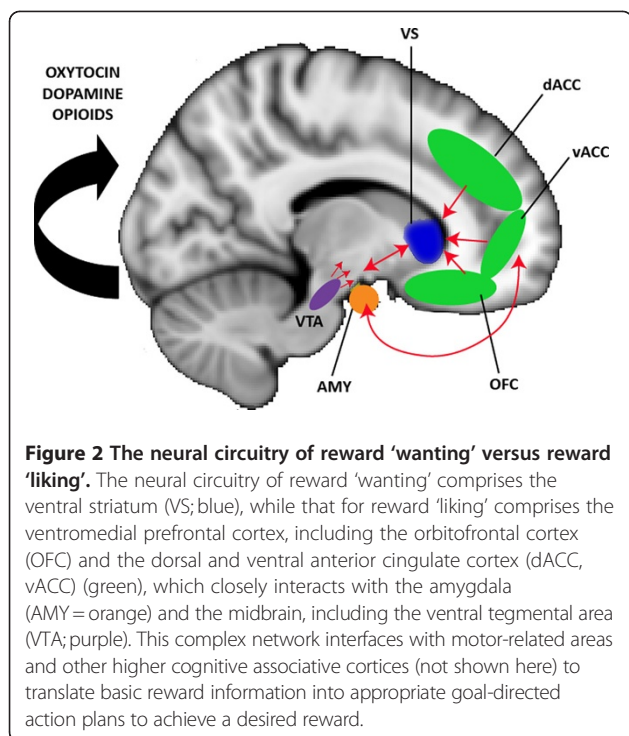 VS
OXYTOCIN
DOPAMINE
OPIOIDS
dACC
vACC
VTA
AMY
OFC
Figure 2 The neural circuitry of reward ‘wanting’ versus reward
‘liking’. The neural circuitry of reward ‘wanting’ comprises the
ventral striatum (VS; blue), while that for reward ‘liking’ comprises the
ventromedial prefrontal cortex, including the orbitofrontal cortex
(OFC) and the dorsal and ventral anterior cingulate cortex (dACC,
vACC) (green), which closely interacts with the amygdala
(AMY = orange) and the midbrain, including the ventral tegmental area
(VTA; purple). This complex network interfaces with motor-related areas
and other higher cognitive associative cortices (not shown here) to
translate basic reward information into appropriate goal-directed
action plans to achieve a desired reward.